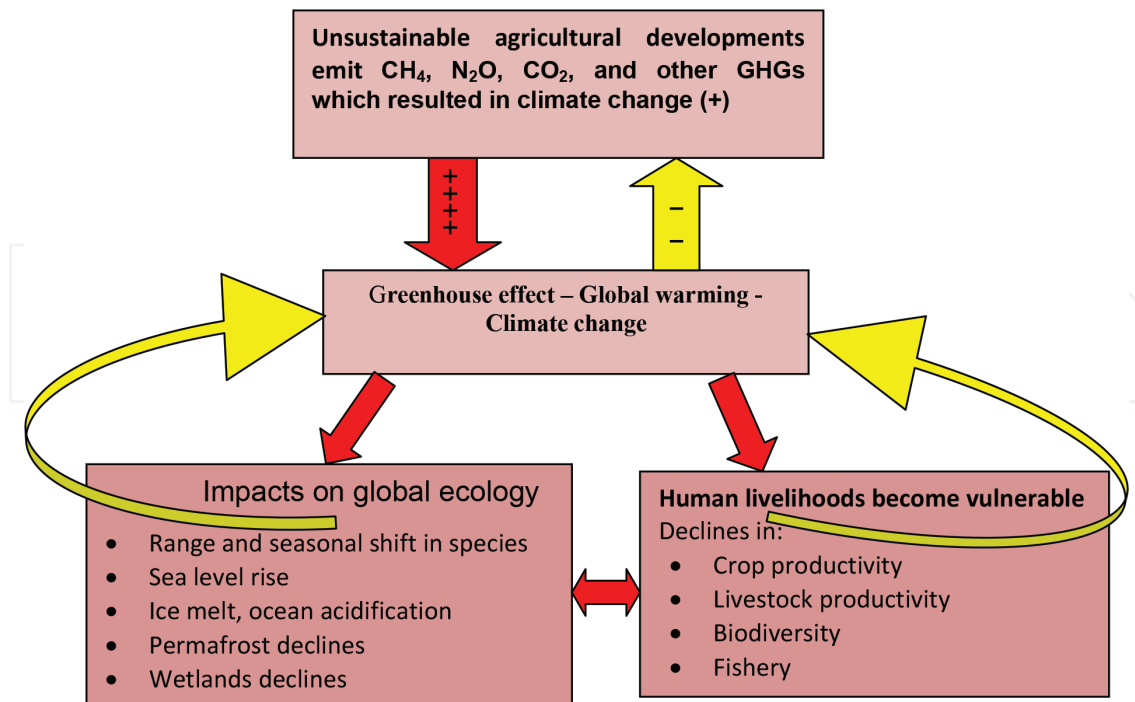 Unsustainable agricultural developments
emit CH₄, N₂O, CO₂, and other GHGs
which resulted in climate change (+)
+
+
+
+
–
–
Greenhouse effect – Global warming -
Climate change
Impacts on global ecology
• Range and seasonal shift in species
• Sea level rise
• Ice melt, ocean acidification
• Permafrost declines
• Wetlands declines
Human livelihoods become vulnerable
Declines in:
• Crop productivity
• Livestock productivity
• Biodiversity
• Fishery